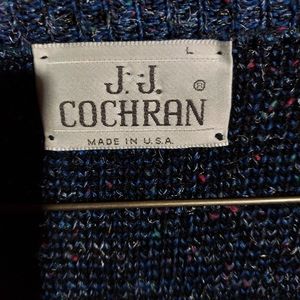 L
J.J.
COCHRAN ®
MADE IN U.S.A.